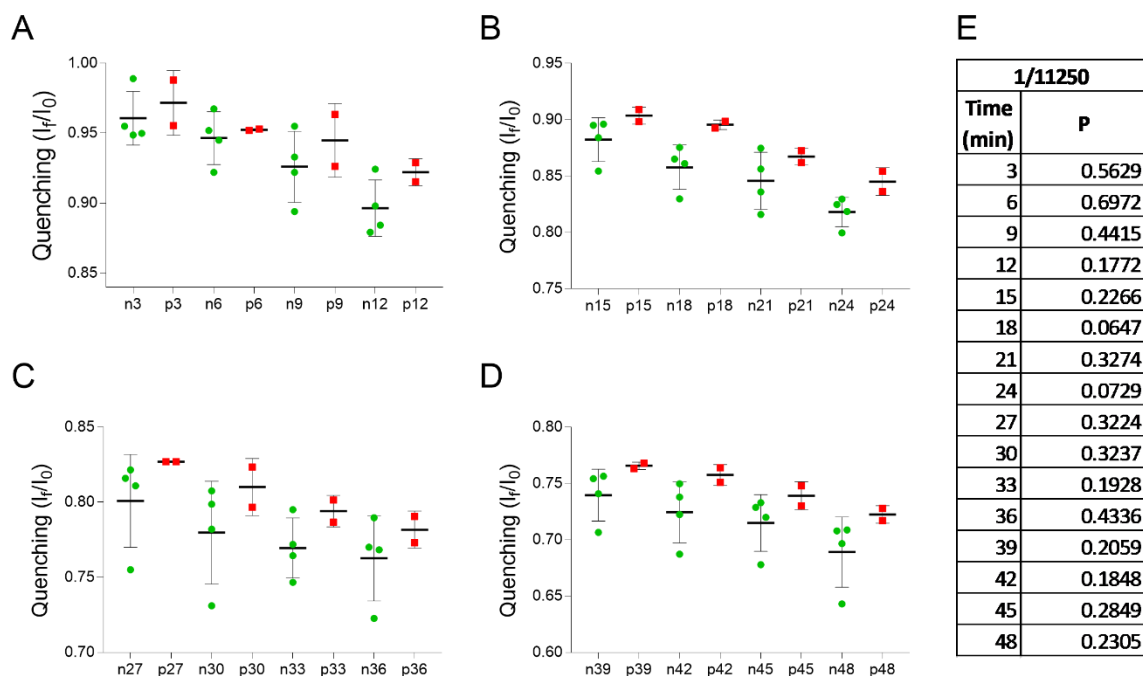 A
Quenching (If/I0)
1.00
0.95
0.90
0.85
n3 p3 n6 p6 n9 p9 n12 p12
B
Quenching (If/I0)
0.95
0.90
0.85
0.80
0.75
n15 p15 n18 p18 n21 p21 n24 p24
C
Quenching (If/I0)
0.85
0.80
0.75
0.70
n27 p27 n30 p30 n33 p33 n36 p36
D
Quenching (If/I0)
0.80
0.75
0.70
0.65
0.60
n39 p39 n42 p42 n45 p45 n48 p48
E
1/11250
Time (min) P
3 0.5629
6 0.6972
9 0.4415
12 0.1772
15 0.2266
18 0.0647
21 0.3274
24 0.0729
27 0.3224
30 0.3237
33 0.1928
36 0.4336
39 0.2059
42 0.1848
45 0.2849
48 0.2305